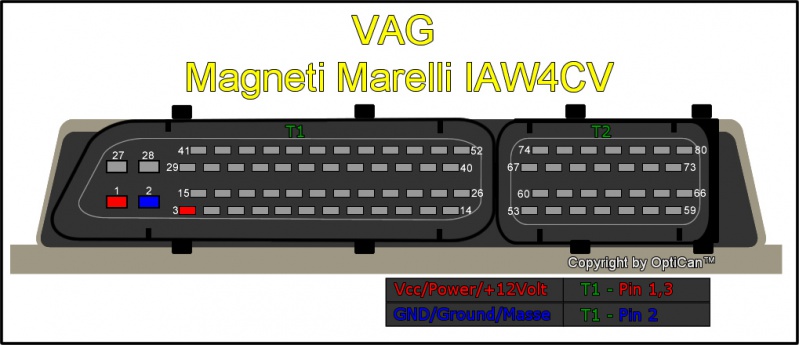 VAG
Magneti Marelli IAW4CV
T1 T2
41 52 74 80
27 28 29 40 67 73
15 26 60 66
1 2 3 14 53 59
Copyright by OptiCan™
Vcc/Power/+12Volt T1 - Pin 1,3
GND/Ground/Masse T1 - Pin 2